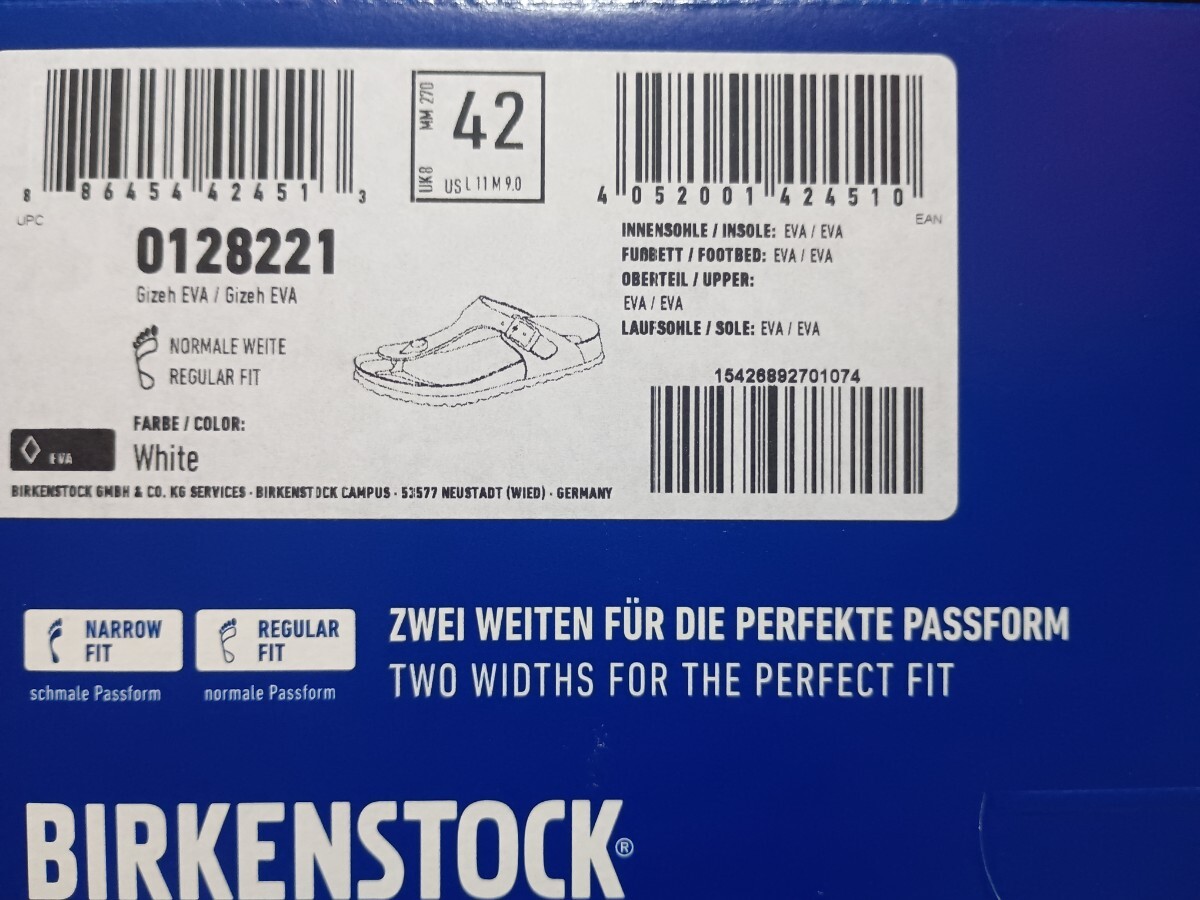 8 86454 42451 3
UPC
MM 270
42
UK8
US L 11 M 9.0
4 052001 424510
EAN
0128221
Gizeh EVA / Gizeh EVA
NORMALE WEITE
REGULAR FIT
FARBE / COLOR:
White
EVA
INNENSOHLE / INSOLE: EVA / EVA
FUẞBETT / FOOTBED: EVA / EVA
OBERTEIL / UPPER:
EVA / EVA
LAUFSOHLE / SOLE: EVA / EVA
15426892701074
BIRKENSTOCK GMBH & CO. KG SERVICES · BIRKENSTOCK CAMPUS · 53577 NEUSTADT (WIED) · GERMANY
NARROW
FIT
schmale Passform
REGULAR
FIT
normale Passform
ZWEI WEITEN FÜR DIE PERFEKTE PASSFORM
TWO WIDTHS FOR THE PERFECT FIT
BIRKENSTOCK®